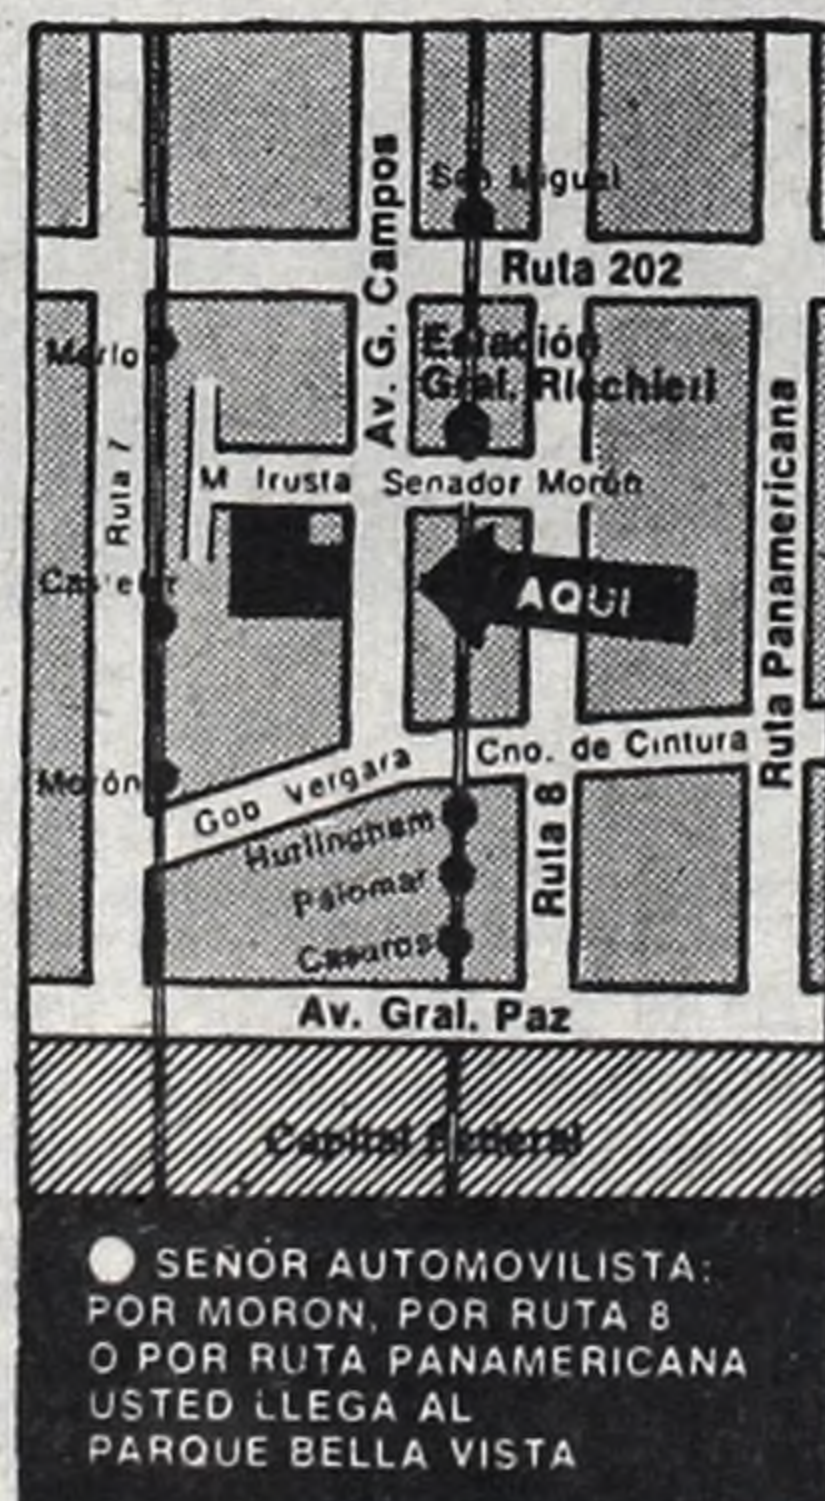 San Miguel
Ruta 202
Av. G. Campos
Estación
Gral. Ricchieri
Merlo
Ruta 7
M Irusta
Senador Morón
Castelar
AQUI
Ruta Panamericana
Morón
Gob Vergara
Cno. de Cintura
Ruta 8
Hurlingham
Palomar
Caseros
Av. Gral. Paz
Capital Federal
SEÑOR AUTOMOVILISTA:
POR MORON, POR RUTA 8
O POR RUTA PANAMERICANA
USTED LLEGA AL
PARQUE BELLA VISTA